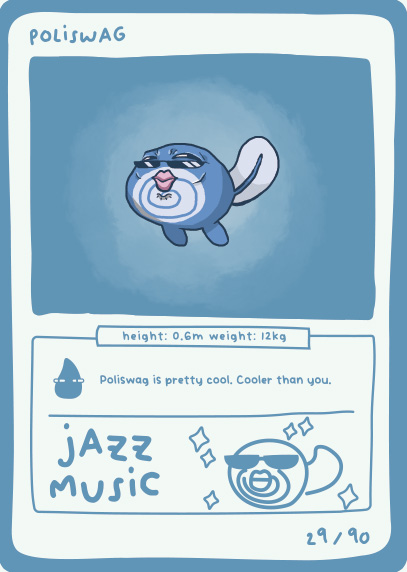 POLISWAG
height: 0.6m weight: 12kg
Poliswag is pretty cool. Cooler than you.
jAZZ
MUSIC
29/90